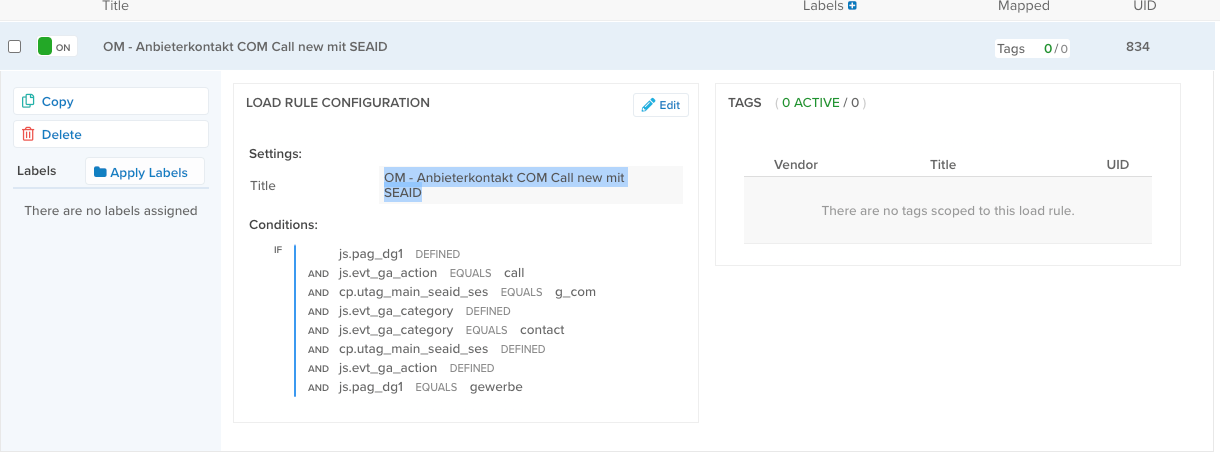 Title Labels Mapped UID
ON OM - Anbieterkontakt COM Call new mit SEAID Tags 0 / 0 834
Copy
Delete
Labels Apply Labels
There are no labels assigned
LOAD RULE CONFIGURATION Edit
Settings:
Title OM - Anbieterkontakt COM Call new mit
SEAID
Conditions:
IF js.pag_dg1 DEFINED
AND js.evt_ga_action EQUALS call
AND cp.utag_main_seaid_ses EQUALS g_com
AND js.evt_ga_category DEFINED
AND js.evt_ga_category EQUALS contact
AND cp.utag_main_seaid_ses DEFINED
AND js.evt_ga_action DEFINED
AND js.pag_dg1 EQUALS gewerbe
TAGS ( 0 ACTIVE / 0 )
Vendor Title UID
There are no tags scoped to this load rule.